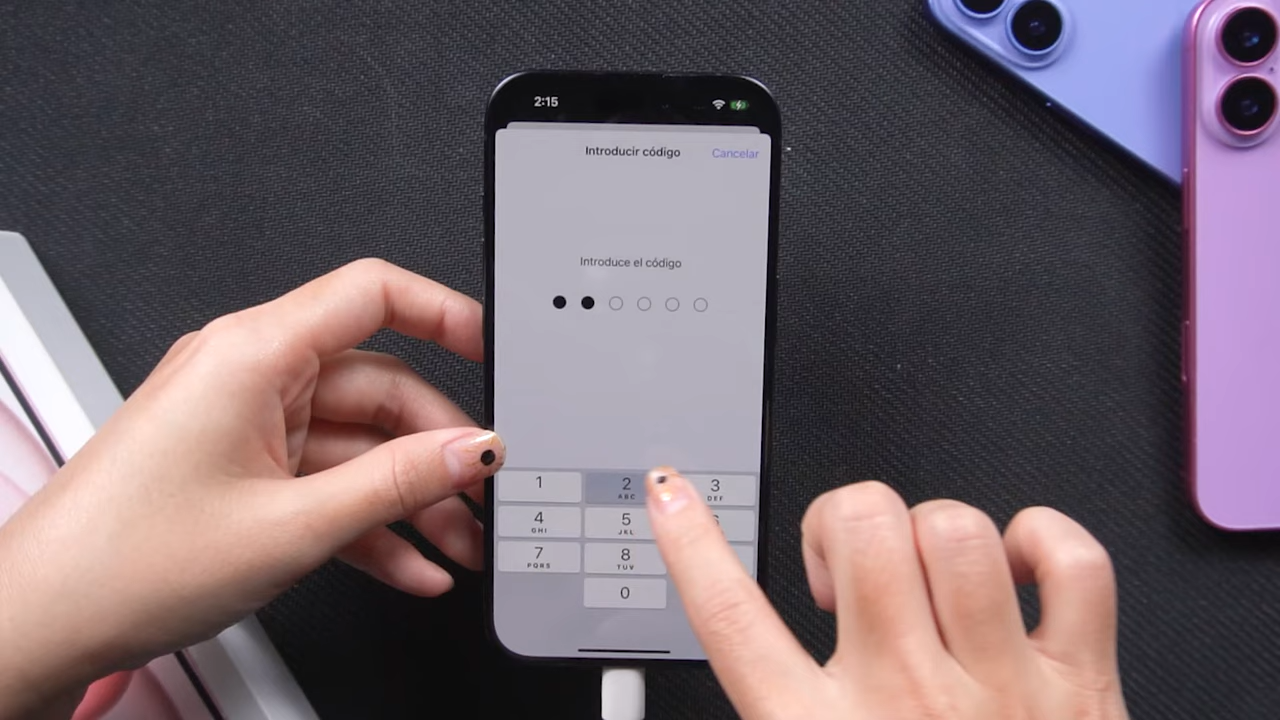 2:15
Introducir código Cancelar
Introduce el código
1 2 3
ABC DEF
4 5
GHI JKL
7 8
PQRS TUV
0